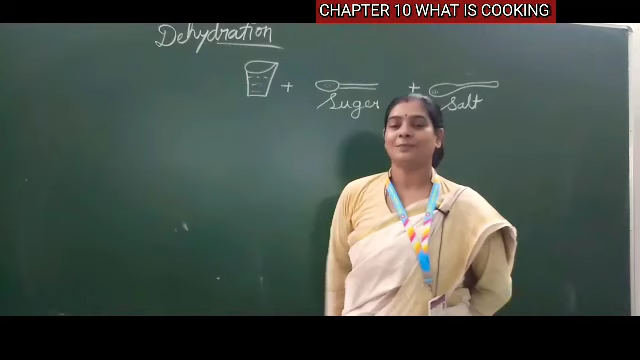 CHAPTER 10 WHAT IS COOKING
Dehydration
+ +
Suger Salt